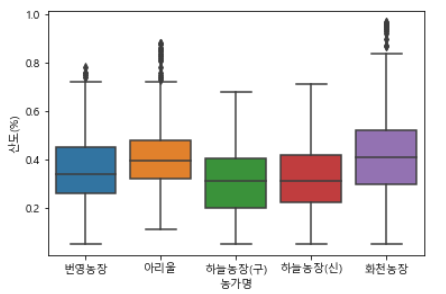 1.0
0.8
0.6
0.4
0.2
산도(%)
번영농장
아리울
하늘농장(구)
하늘농장(신)
화천농장
농가명